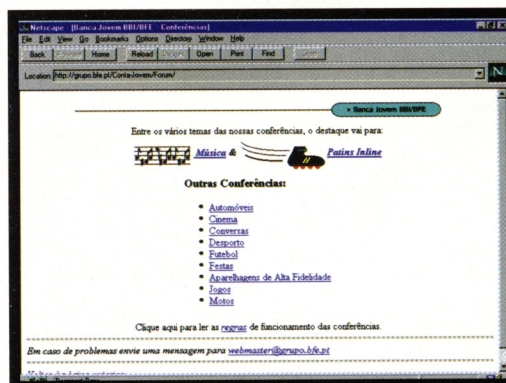 Netscape - [Banca Jovem BBI/BFE Conferências]
File Edit View Go Bookmarks Options Directory Window Help
Back Home Reload Open Print Find
Location: http://grupo.bfe.pt/Conta-Jovem/Forum/
N
Banca Jovem BBI/BPE
Entre os vários temas das nossas conferências, o destaque vai para:
Música & Patins Inline
Outras Conferências:
Automóveis
Cinema
Conversas
Desporto
Futebol
Festas
Aparelhagens de Alta Fidelidade
Jogos
Motos
Clique aqui para ler as regras de funcionamento das conferências.
Em caso de problemas envie uma mensagem para webmaster@grupo.bfe.pt